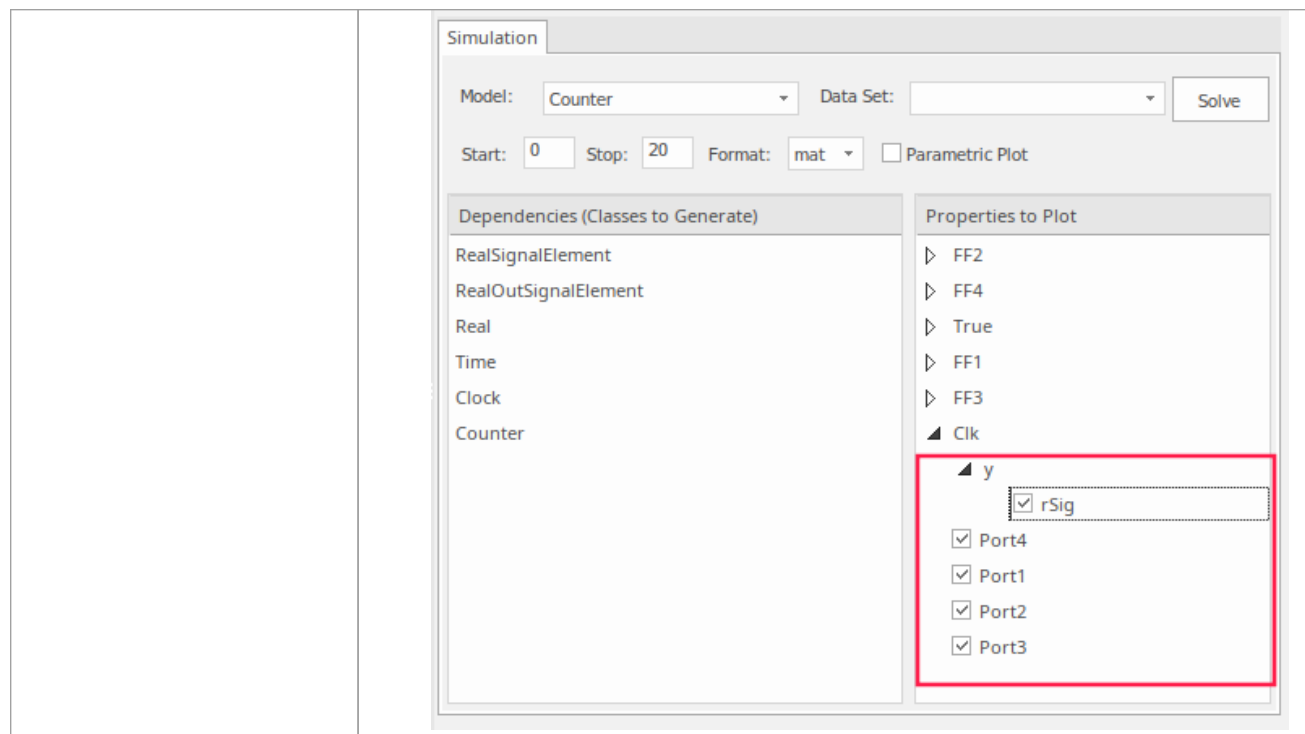 Simulation
Model: Counter Data Set: Solve
Start: 0 Stop: 20 Format: mat Parametric Plot
Dependencies (Classes to Generate)
RealSignalElement
RealOutSignalElement
Real
Time
Clock
Counter
Properties to Plot
FF2
FF4
True
FF1
FF3
Clk
y
rSig
Port4
Port1
Port2
Port3